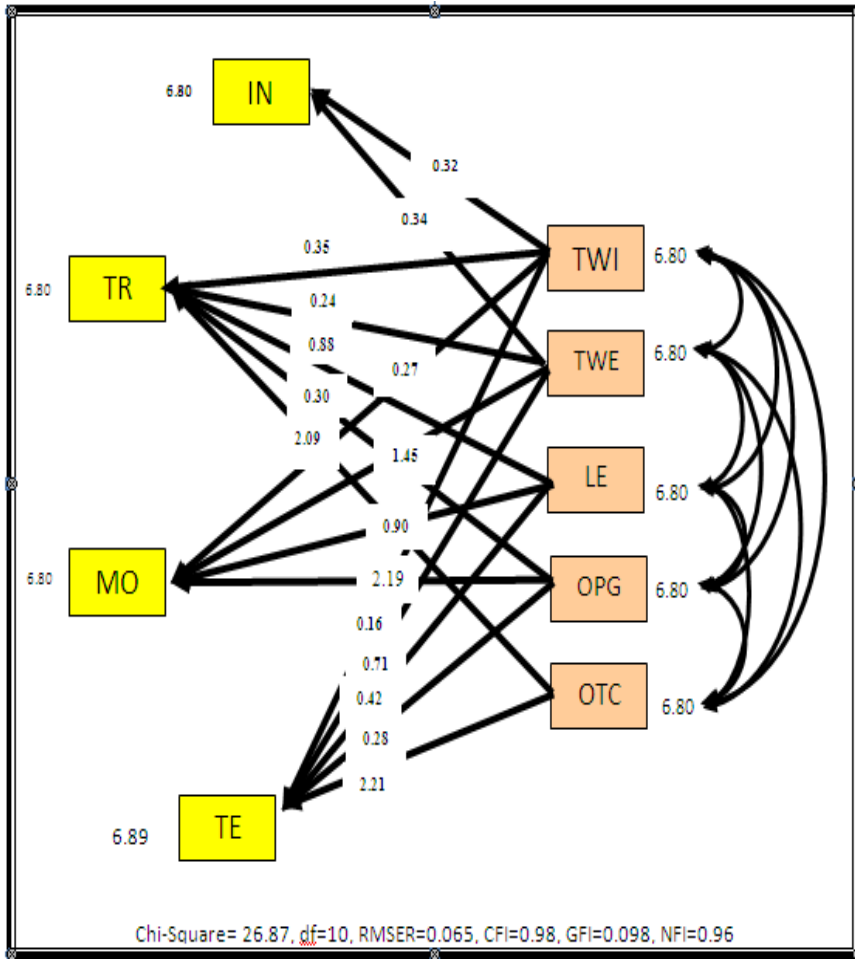 6.80
IN
0.32
0.34
0.35
TWI
6.80
6.80
TR
0.24
0.88
0.27
TWE
6.80
0.30
2.09
1.45
LE
6.80
0.90
6.80
MO
2.19
OPG
6.80
0.16
0.71
0.42
OTC
6.80
0.28
2.21
6.89
TE
Chi-Square= 26.87, df=10, RMSER=0.065, CFI=0.98, GFI=0.098, NFI=0.96